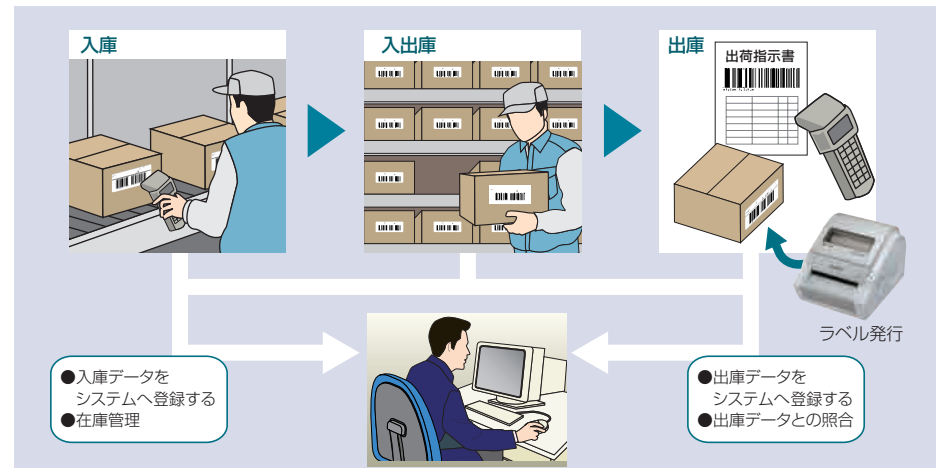 入庫
入出庫
出庫
出荷指示書
ラベル発行
●入庫データを
システムへ登録する
●在庫管理
●出庫データを
システムへ登録する
●出庫データとの照合